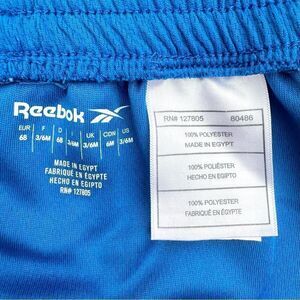 Reebok
EUR F D I UK CDN US
68 3/6M 68 3/6M 3/6M 6M 3/6M
MADE IN EGYPT
FABRIQUÉ EN ÉGYPTE
HECHO EN EGIPTO
RN# 127805
RN# 127805 80486
100% POLYESTER
MADE IN EGYPT
100% POLIÉSTER
HECHO EN EGIPTO
100% POLYESTER
FABRIQUÉ EN ÉGYPTE